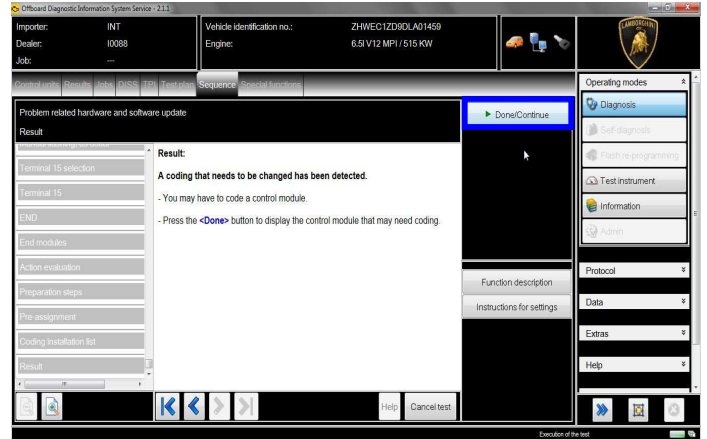 Offboard Diagnostic Information System Service - 2.1.1
Importer: INT
Dealer: I0088
Job: ---
Vehicle identification no.: ZHWEC1ZD9DLA01459
Engine: 6.5l V12 MPI / 515 KW
LAMBORGHINI
Control units Results Jobs DISS TPI Test plan Sequence Special functions
Problem related hardware and software update
Result
Terminal 15 selection
Terminal 15
END
End modules
Action evaluation
Preparation steps
Pre-assignment
Coding installation list
Result
Result:
A coding that needs to be changed has been detected.
- You may have to code a control module.
- Press the <Done> button to display the control module that may need coding.
Done/Continue
Function description
Instructions for settings
Help
Cancel test
Operating modes
Diagnosis
Self-diagnosis
Flash re-programming
Test instrument
Information
Admin
Protocol
Data
Extras
Help
Execution of the test